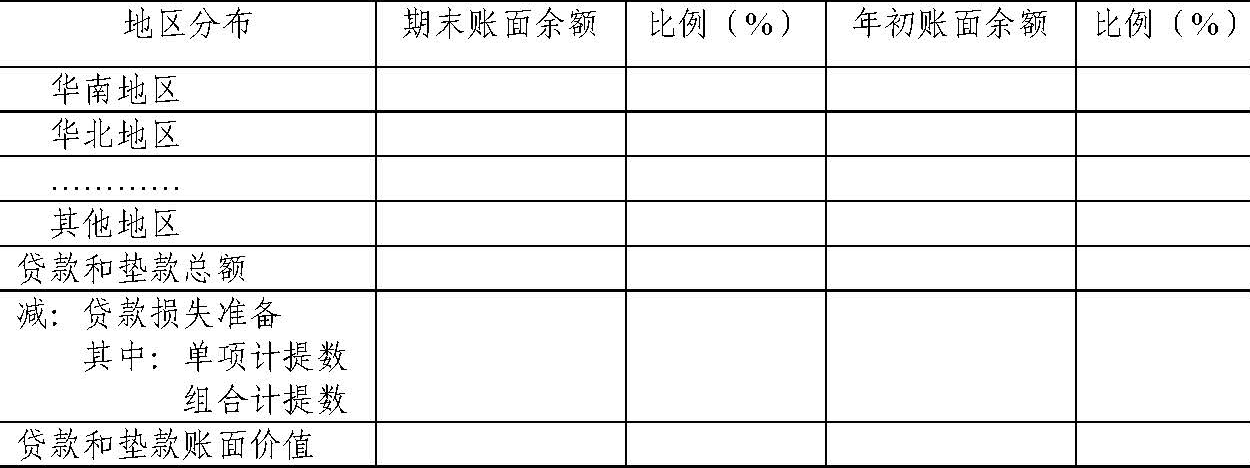 地区分布 期末账面余额 比例（%） 年初账面余额 比例（%）
华南地区
华北地区
…………
其他地区
贷款和垫款总额
减：贷款损失准备
其中：单项计提数
组合计提数
贷款和垫款账面价值